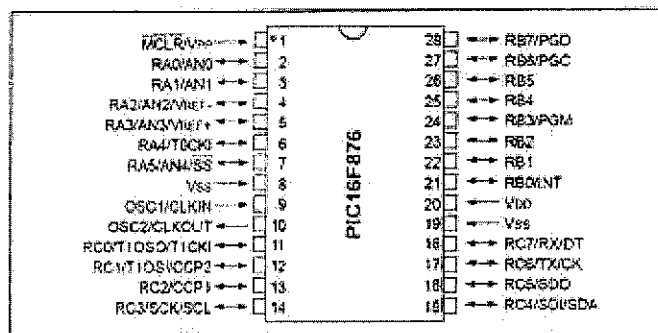 MCLR/VPP 1
RA0/AN0 2
RA1/AN1 3
RA2/AN2/VREF- 4
RA3/AN3/VREF+ 5
RA4/T0CKI 6
RA5/AN4/SS 7
VSS 8
OSC1/CLKIN 9
OSC2/CLKOUT 10
RC0/T1OSO/T1CKI 11
RC1/T1OSI/CCP2 12
RC2/CCP1 13
RC3/SCK/SCL 14
PIC16F876
28 RB7/PGD
27 RB6/PGC
26 RB5
25 RB4
24 RB3/PGM
23 RB2
22 RB1
21 RB0/INT
20 VDD
19 VSS
18 RC7/RX/DT
17 RC6/TX/CK
16 RC5/SDO
15 RC4/SDI/SDA